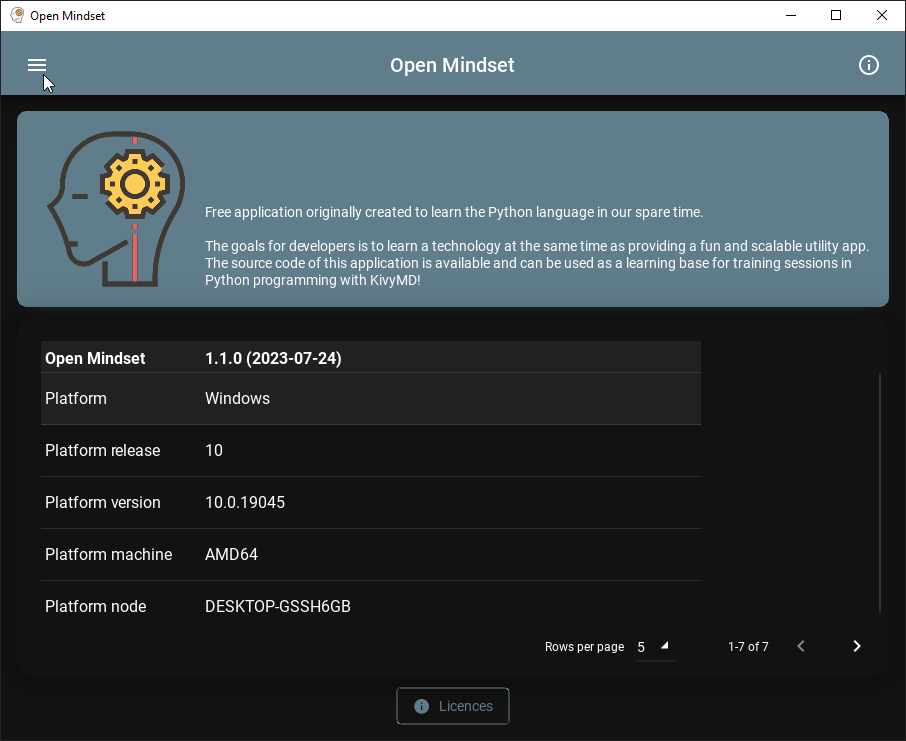 Open Mindset
Open Mindset
Free application originally created to learn the Python language in our spare time.
The goals for developers is to learn a technology at the same time as providing a fun and scalable utility app.
The source code of this application is available and can be used as a learning base for training sessions in
Python programming with KivyMD!
Open Mindset 1.1.0 (2023-07-24)
Platform Windows
Platform release 10
Platform version 10.0.19045
Platform machine AMD64
Platform node DESKTOP-GSSH6GB
Rows per page 5 1-7 of 7
Licences